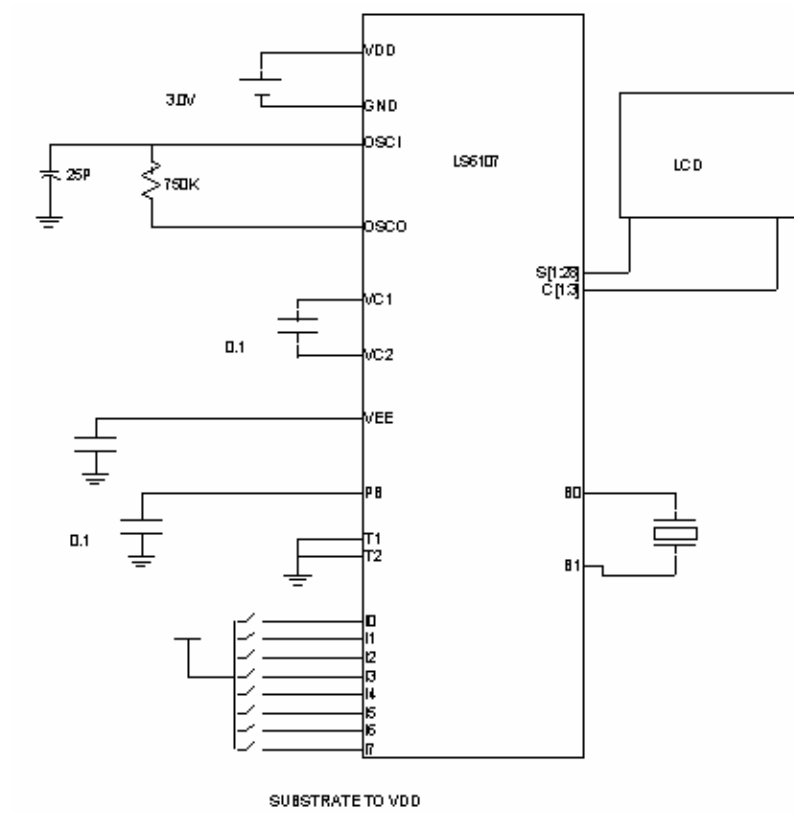 VDD
3.0V
GND
OSCI
LS6107
LCD
25P
750K
OSCO
S[1:28]
C[1:3]
VC1
0.1
VC2
VEE
PB
B0
0.1
T1
T2
B1
I0
I1
I2
I3
I4
I5
I6
I7
SUBSTRATE TO VDD